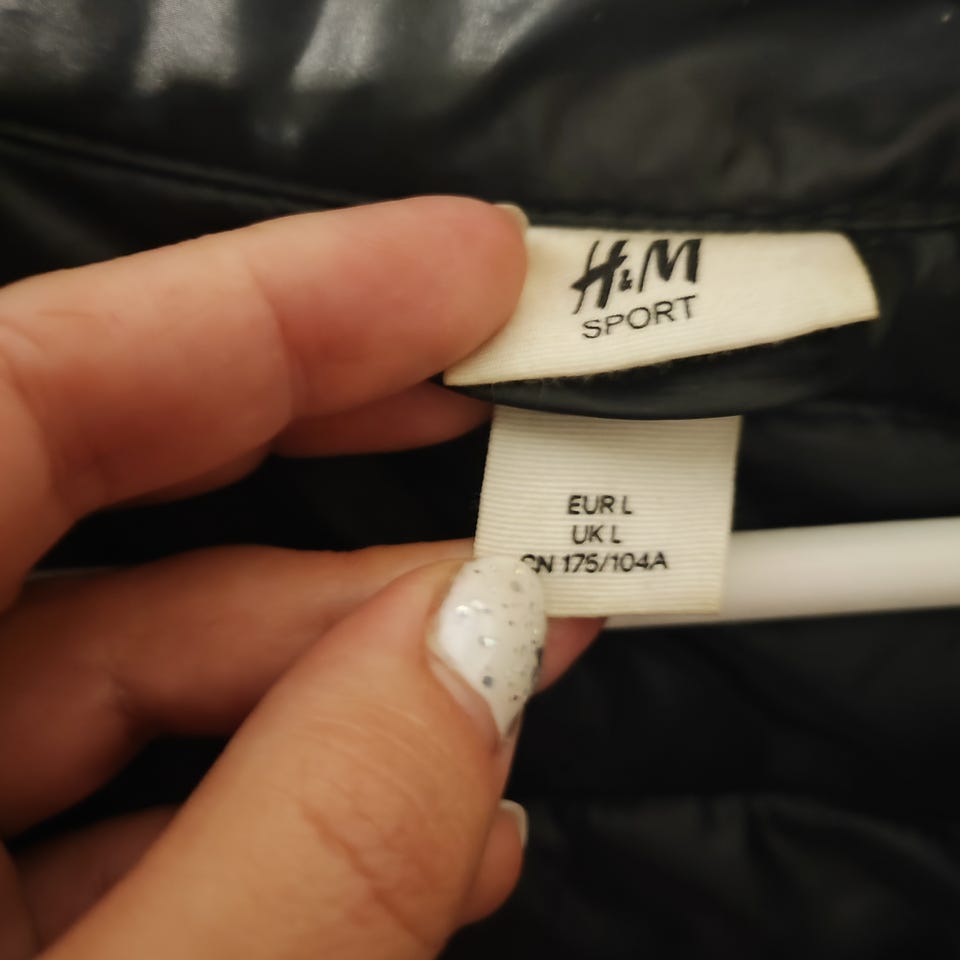 H&M
SPORT
EUR L
UK L
CN 175/104A